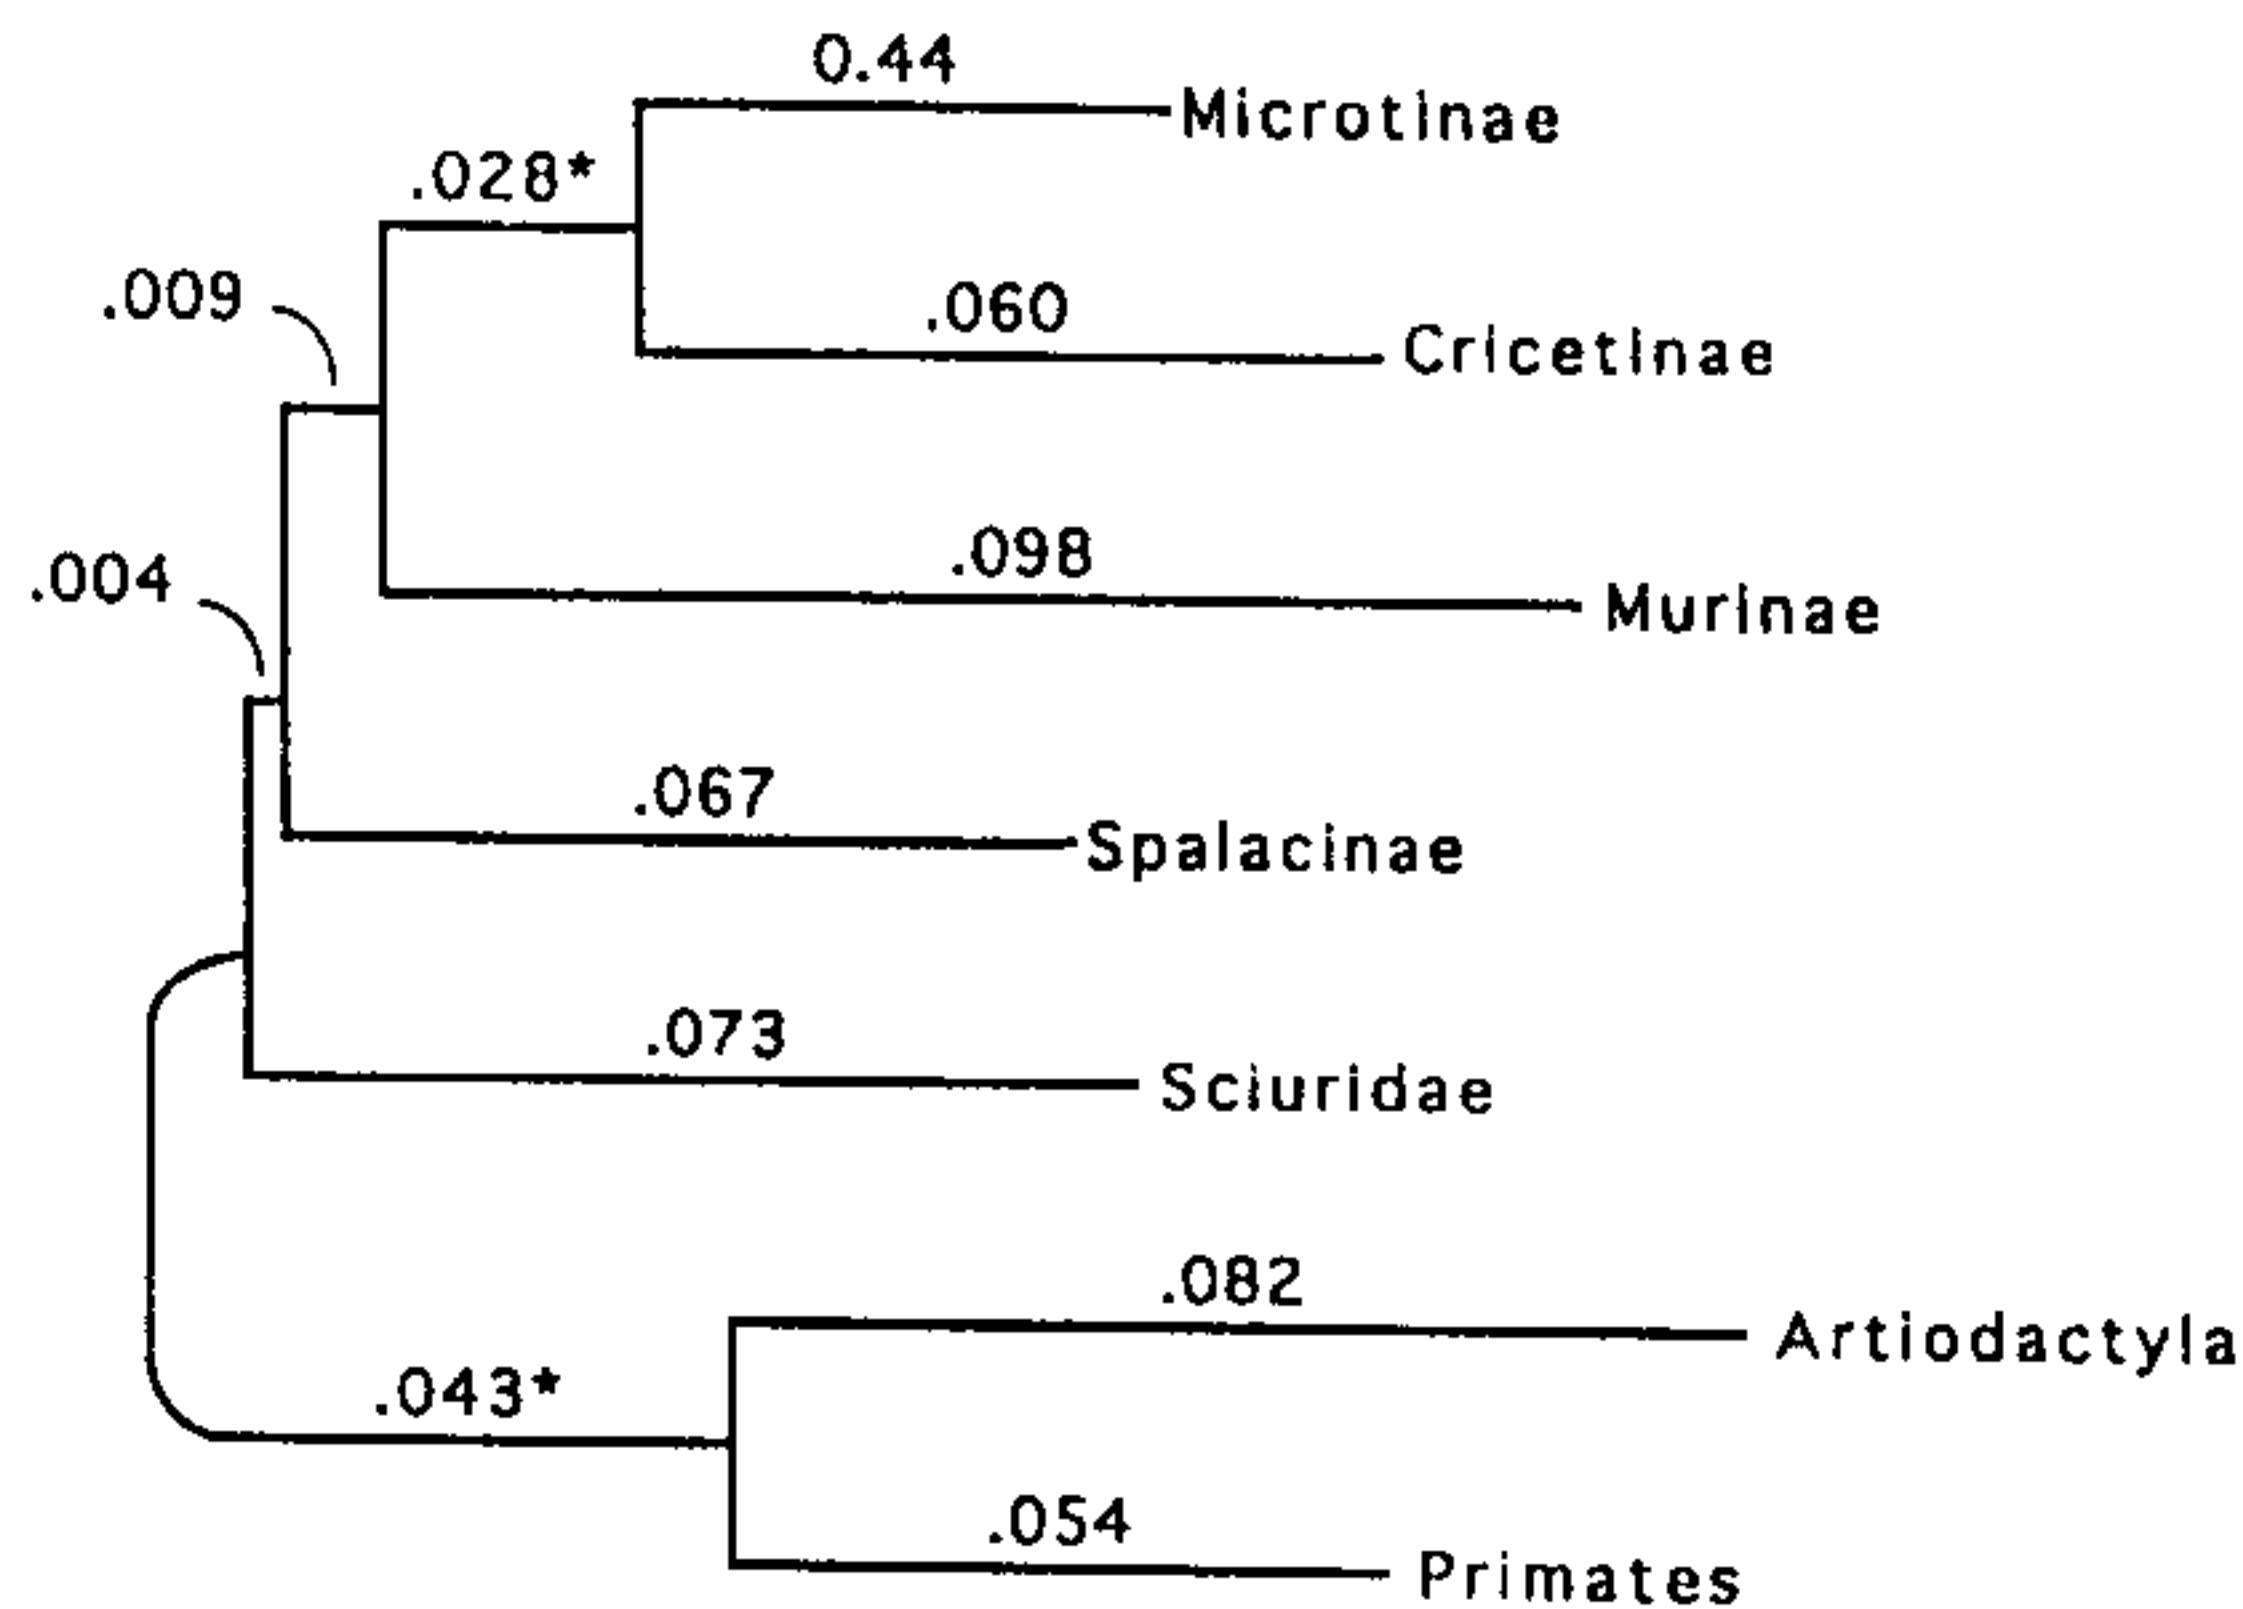 0.44
Microtinae
.028*
.009
.060
Cricetinae
.098
Murinae
.004
.067
Spalacinae
.073
Sciuridae
.082
Artiodactyla
.043*
.054
Primates